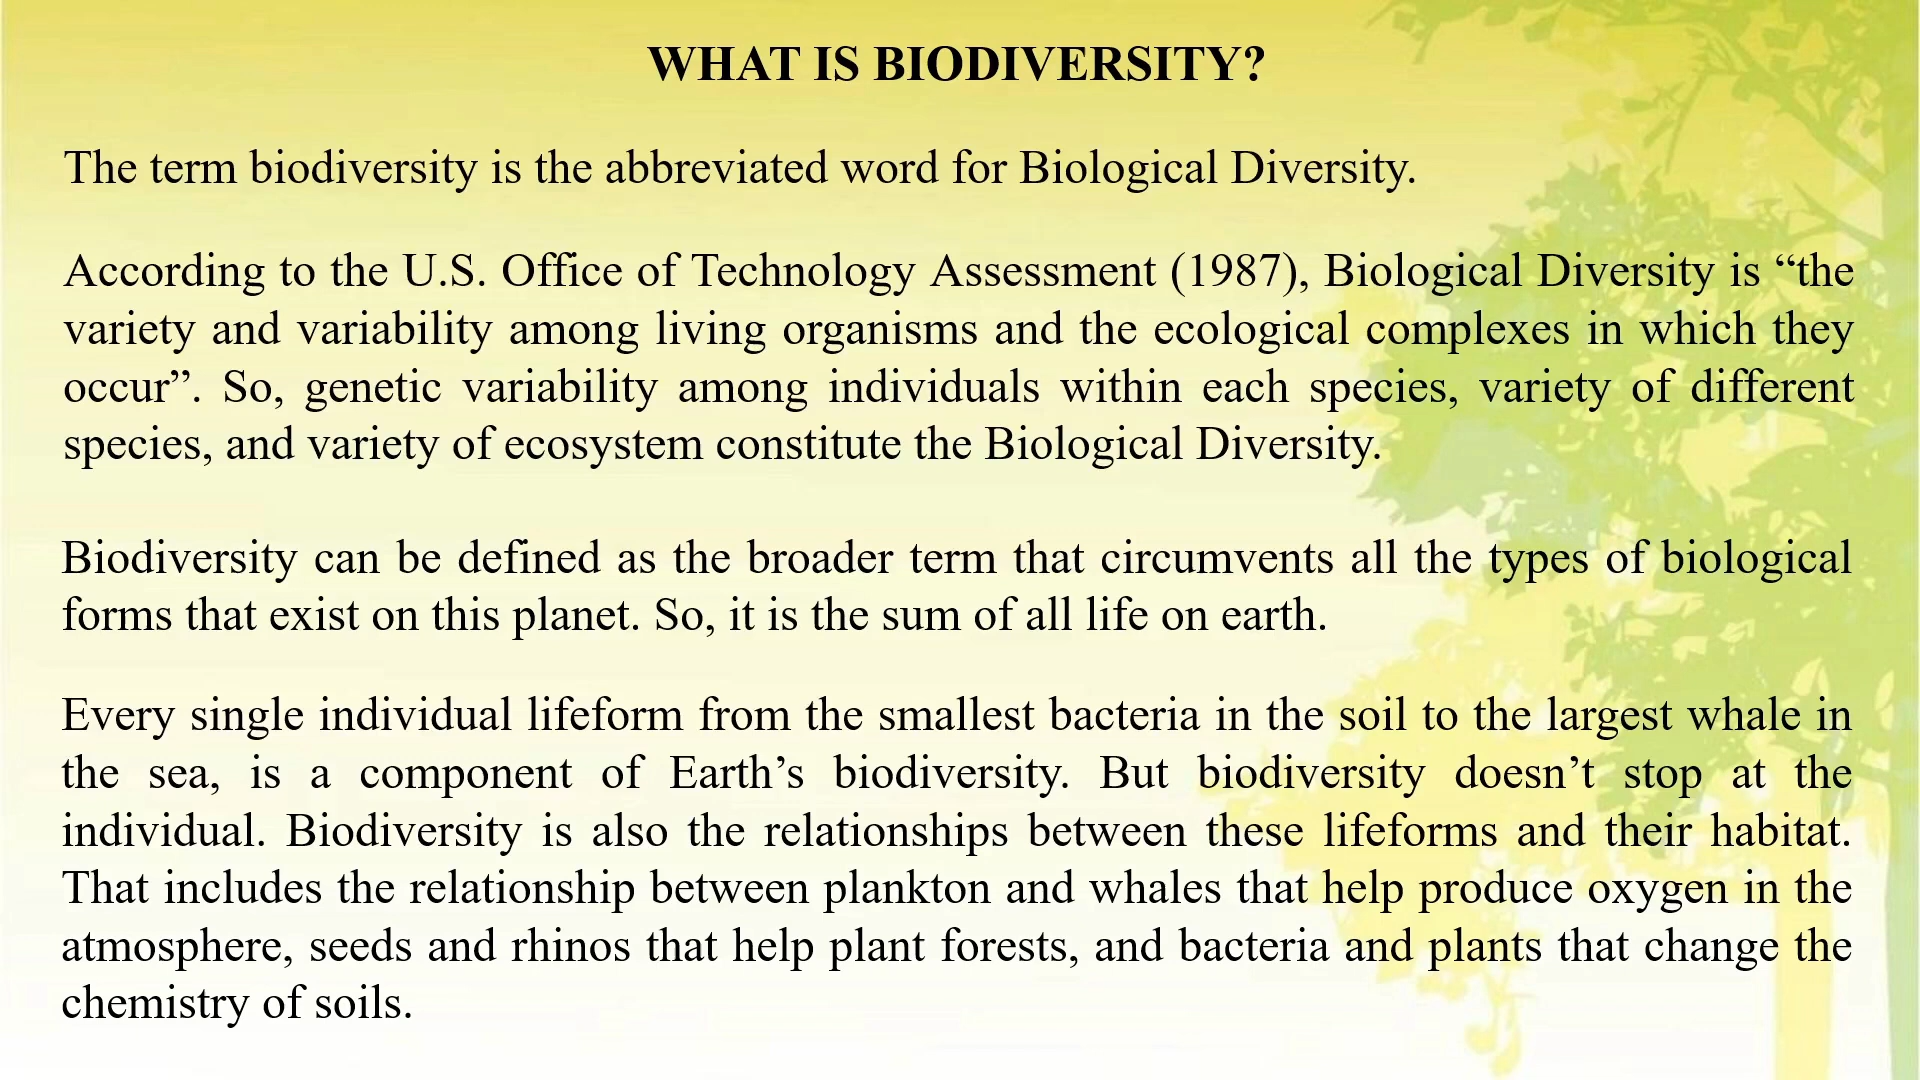 WHAT IS BIODIVERSITY?
The term biodiversity is the abbreviated word for Biological Diversity.
According to the U.S. Office of Technology Assessment (1987), Biological Diversity is “the
variety and variability among living organisms and the ecological complexes in which they
occur”. So, genetic variability among individuals within each species, variety of different
species, and variety of ecosystem constitute the Biological Diversity.
Biodiversity can be defined as the broader term that circumvents all the types of biological
forms that exist on this planet. So, it is the sum of all life on earth.
Every single individual lifeform from the smallest bacteria in the soil to the largest whale in
the sea, is a component of Earth’s biodiversity. But biodiversity doesn’t stop at the
individual. Biodiversity is also the relationships between these lifeforms and their habitat.
That includes the relationship between plankton and whales that help produce oxygen in the
atmosphere, seeds and rhinos that help plant forests, and bacteria and plants that change the
chemistry of soils.